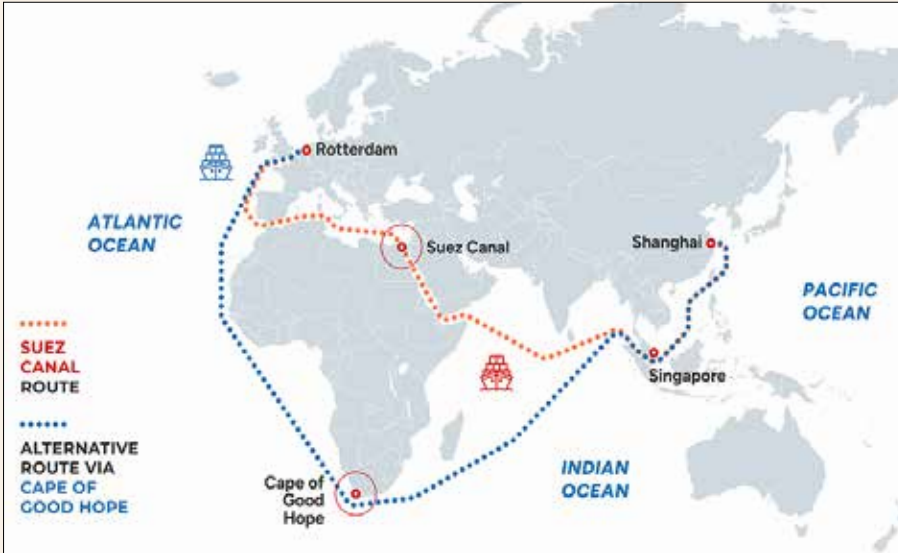 Rotterdam
ATLANTIC
OCEAN
Suez Canal
Shanghai
PACIFIC
OCEAN
SUEZ
CANAL
ROUTE
Singapore
ALTERNATIVE
ROUTE VIA
CAPE OF
GOOD HOPE
Cape of
Good
Hope
INDIAN
OCEAN